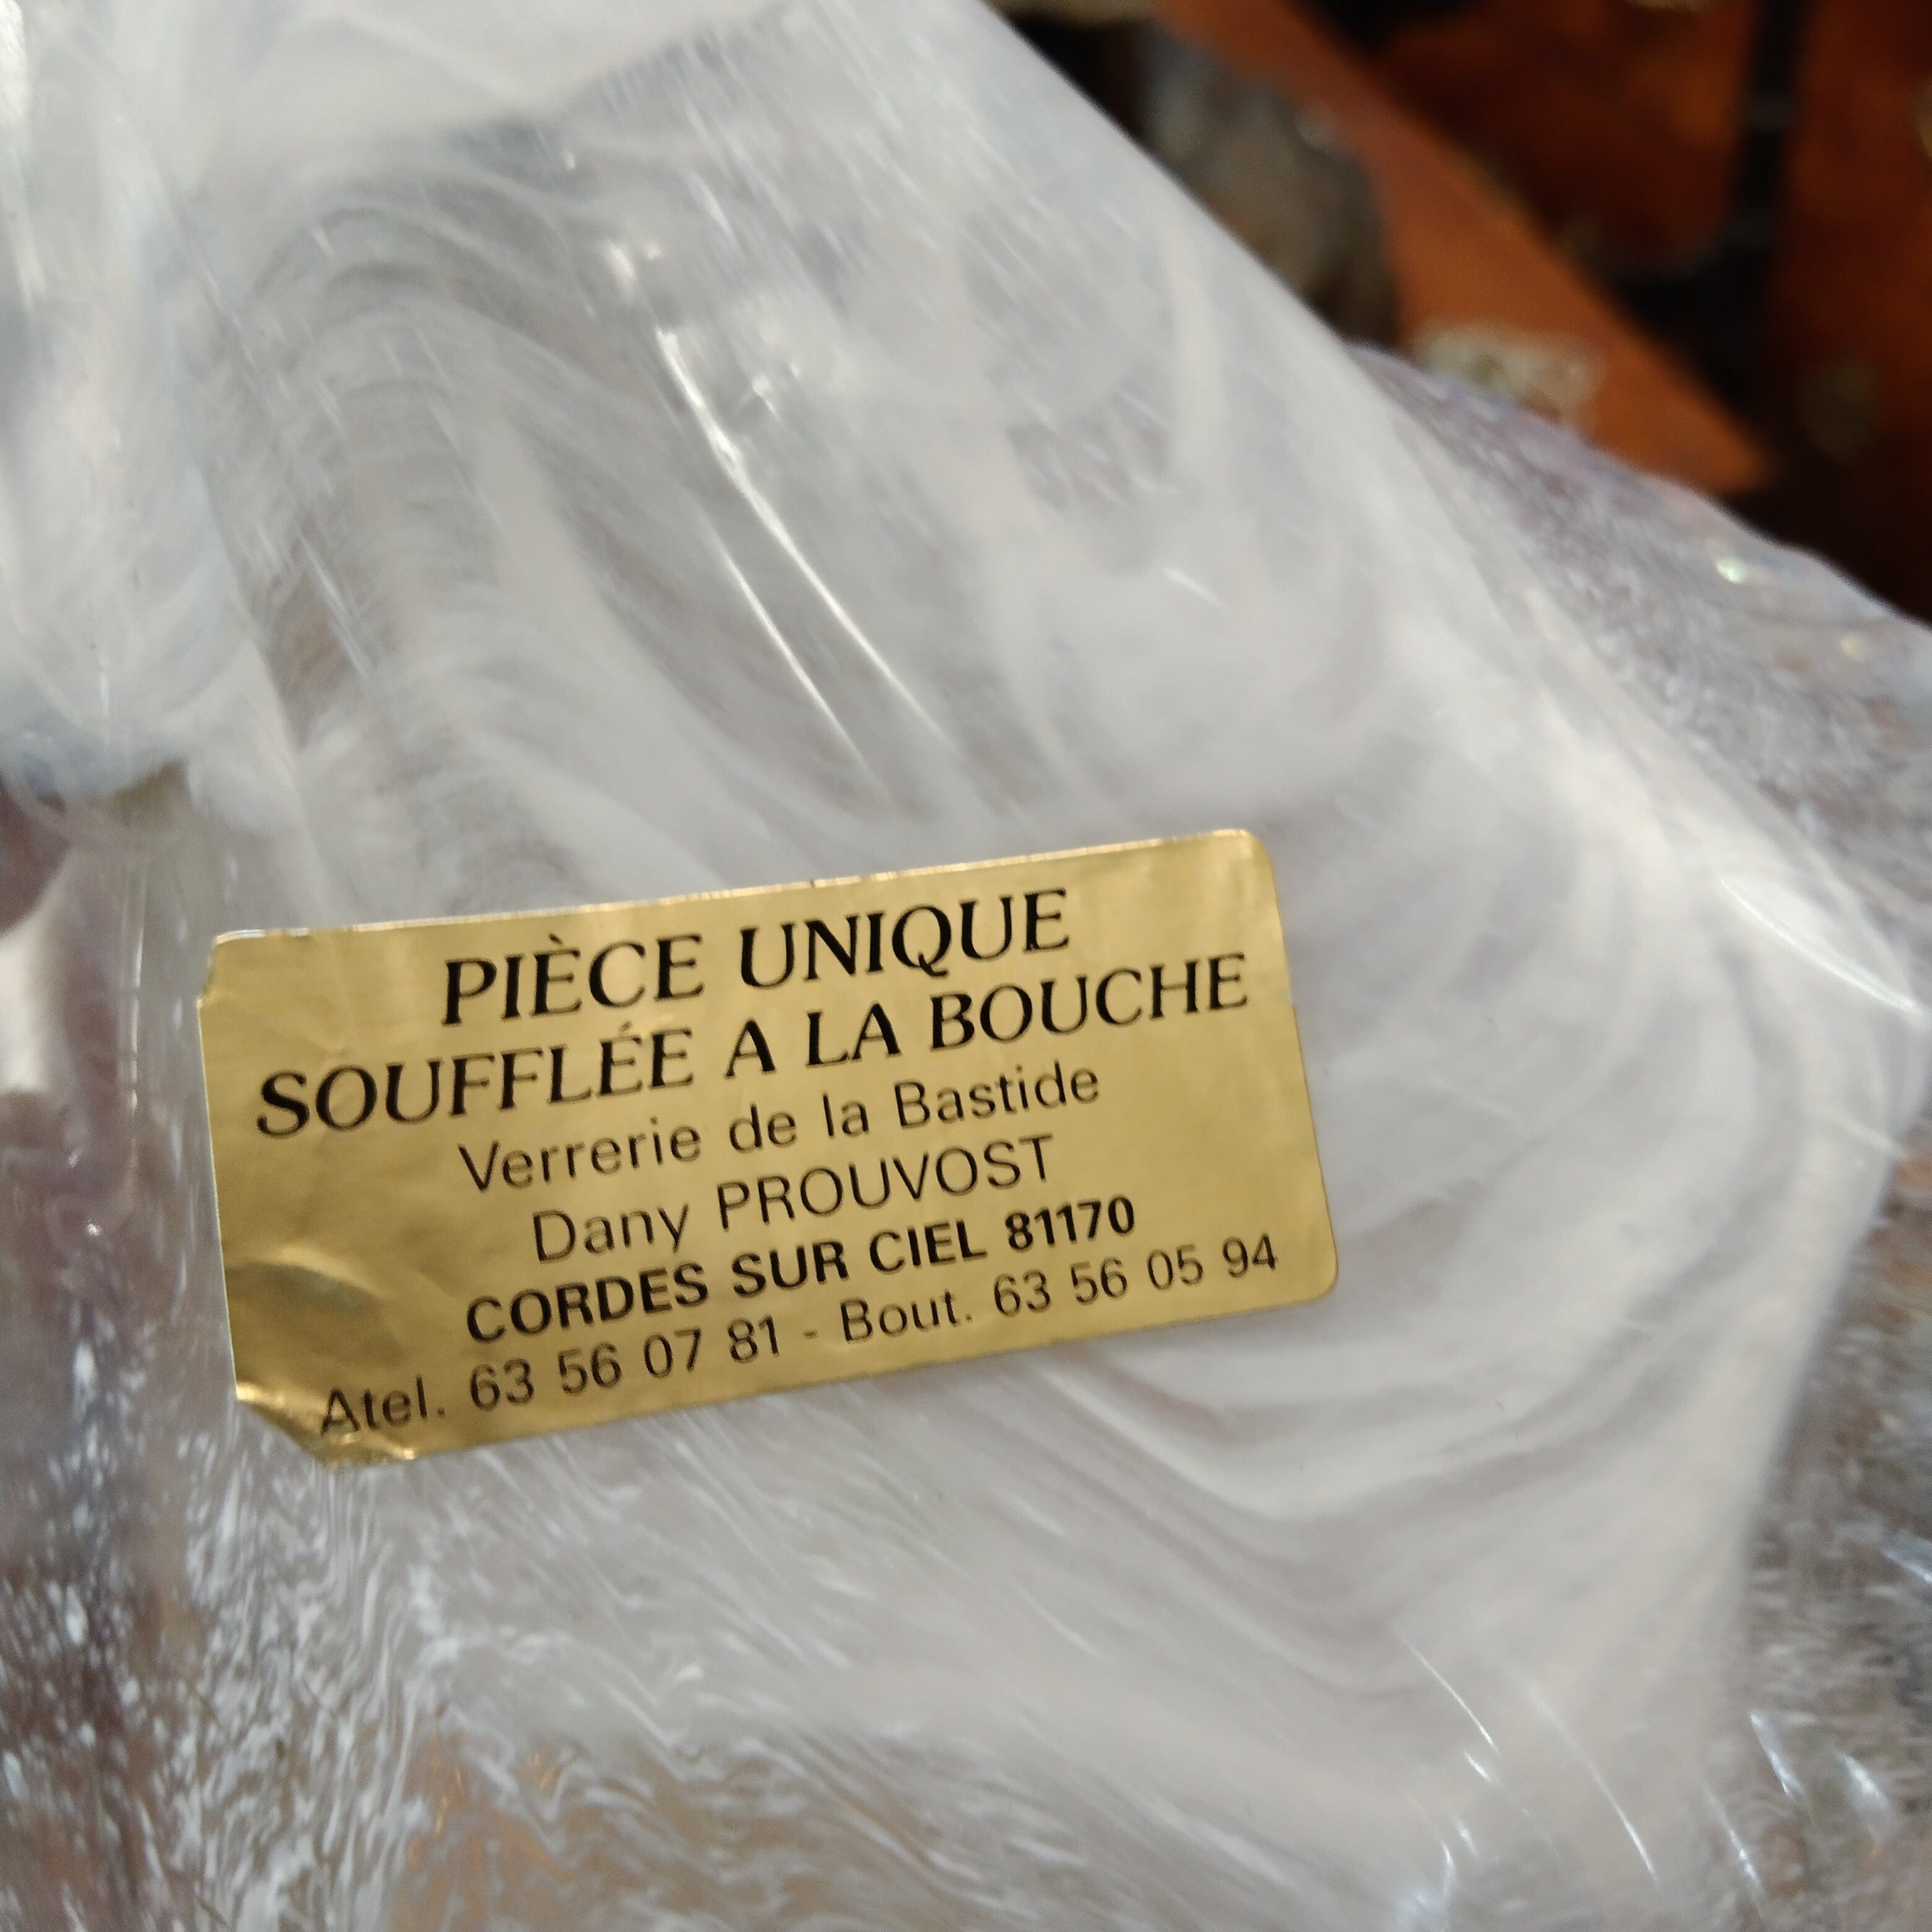 PIÈCE UNIQUE
SOUFFLÉE A LA BOUCHE
Verrerie de la Bastide
Dany PROUVOST
CORDES SUR CIEL 81170
Atel. 63 56 07 81 - Bout. 63 56 05 94